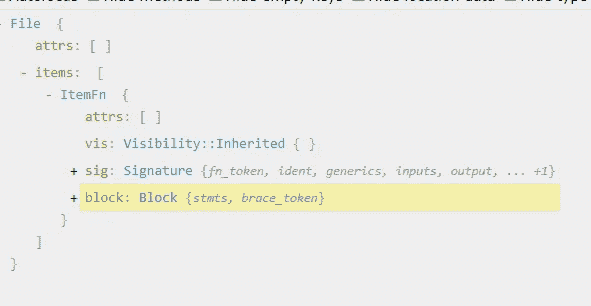 - File {
attrs: [ ]
- items: [
- ItemFn {
attrs: [ ]
vis: Visibility::Inherited { }
+ sig: Signature {fn_token, ident, generics, inputs, output, ... +1}
+ block: Block {stmts, brace_token}
}
]
}